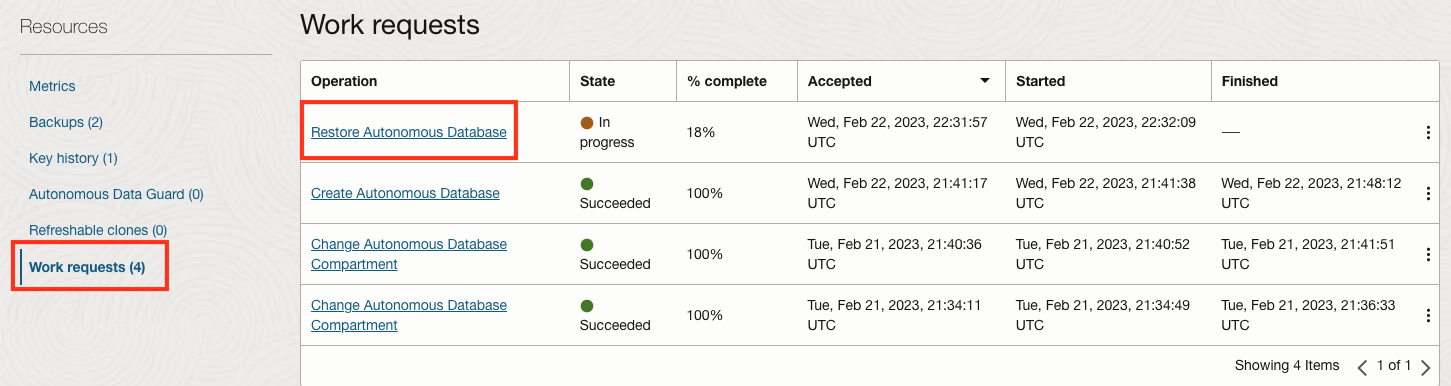 Resources
Metrics
Backups (2)
Key history (1)
Autonomous Data Guard (0)
Refreshable clones (0)
Work requests (4)
Work requests
Operation State % complete Accepted Started Finished
Restore Autonomous Database In progress 18% Wed, Feb 22, 2023, 22:31:57 UTC Wed, Feb 22, 2023, 22:32:09 UTC —
Create Autonomous Database Succeeded 100% Wed, Feb 22, 2023, 21:41:17 UTC Wed, Feb 22, 2023, 21:41:38 UTC Wed, Feb 22, 2023, 21:48:12 UTC
Change Autonomous Database Compartment Succeeded 100% Tue, Feb 21, 2023, 21:40:36 UTC Tue, Feb 21, 2023, 21:40:52 UTC Tue, Feb 21, 2023, 21:41:51 UTC
Change Autonomous Database Compartment Succeeded 100% Tue, Feb 21, 2023, 21:34:11 UTC Tue, Feb 21, 2023, 21:34:49 UTC Tue, Feb 21, 2023, 21:36:33 UTC
Showing 4 Items 1 of 1